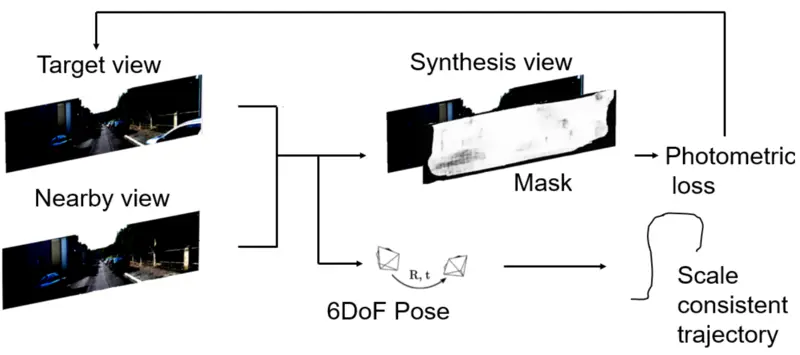 Target view
Synthesis view
Mask
Photometric
loss
Nearby view
R, t
6DoF Pose
Scale
consistent
trajectory